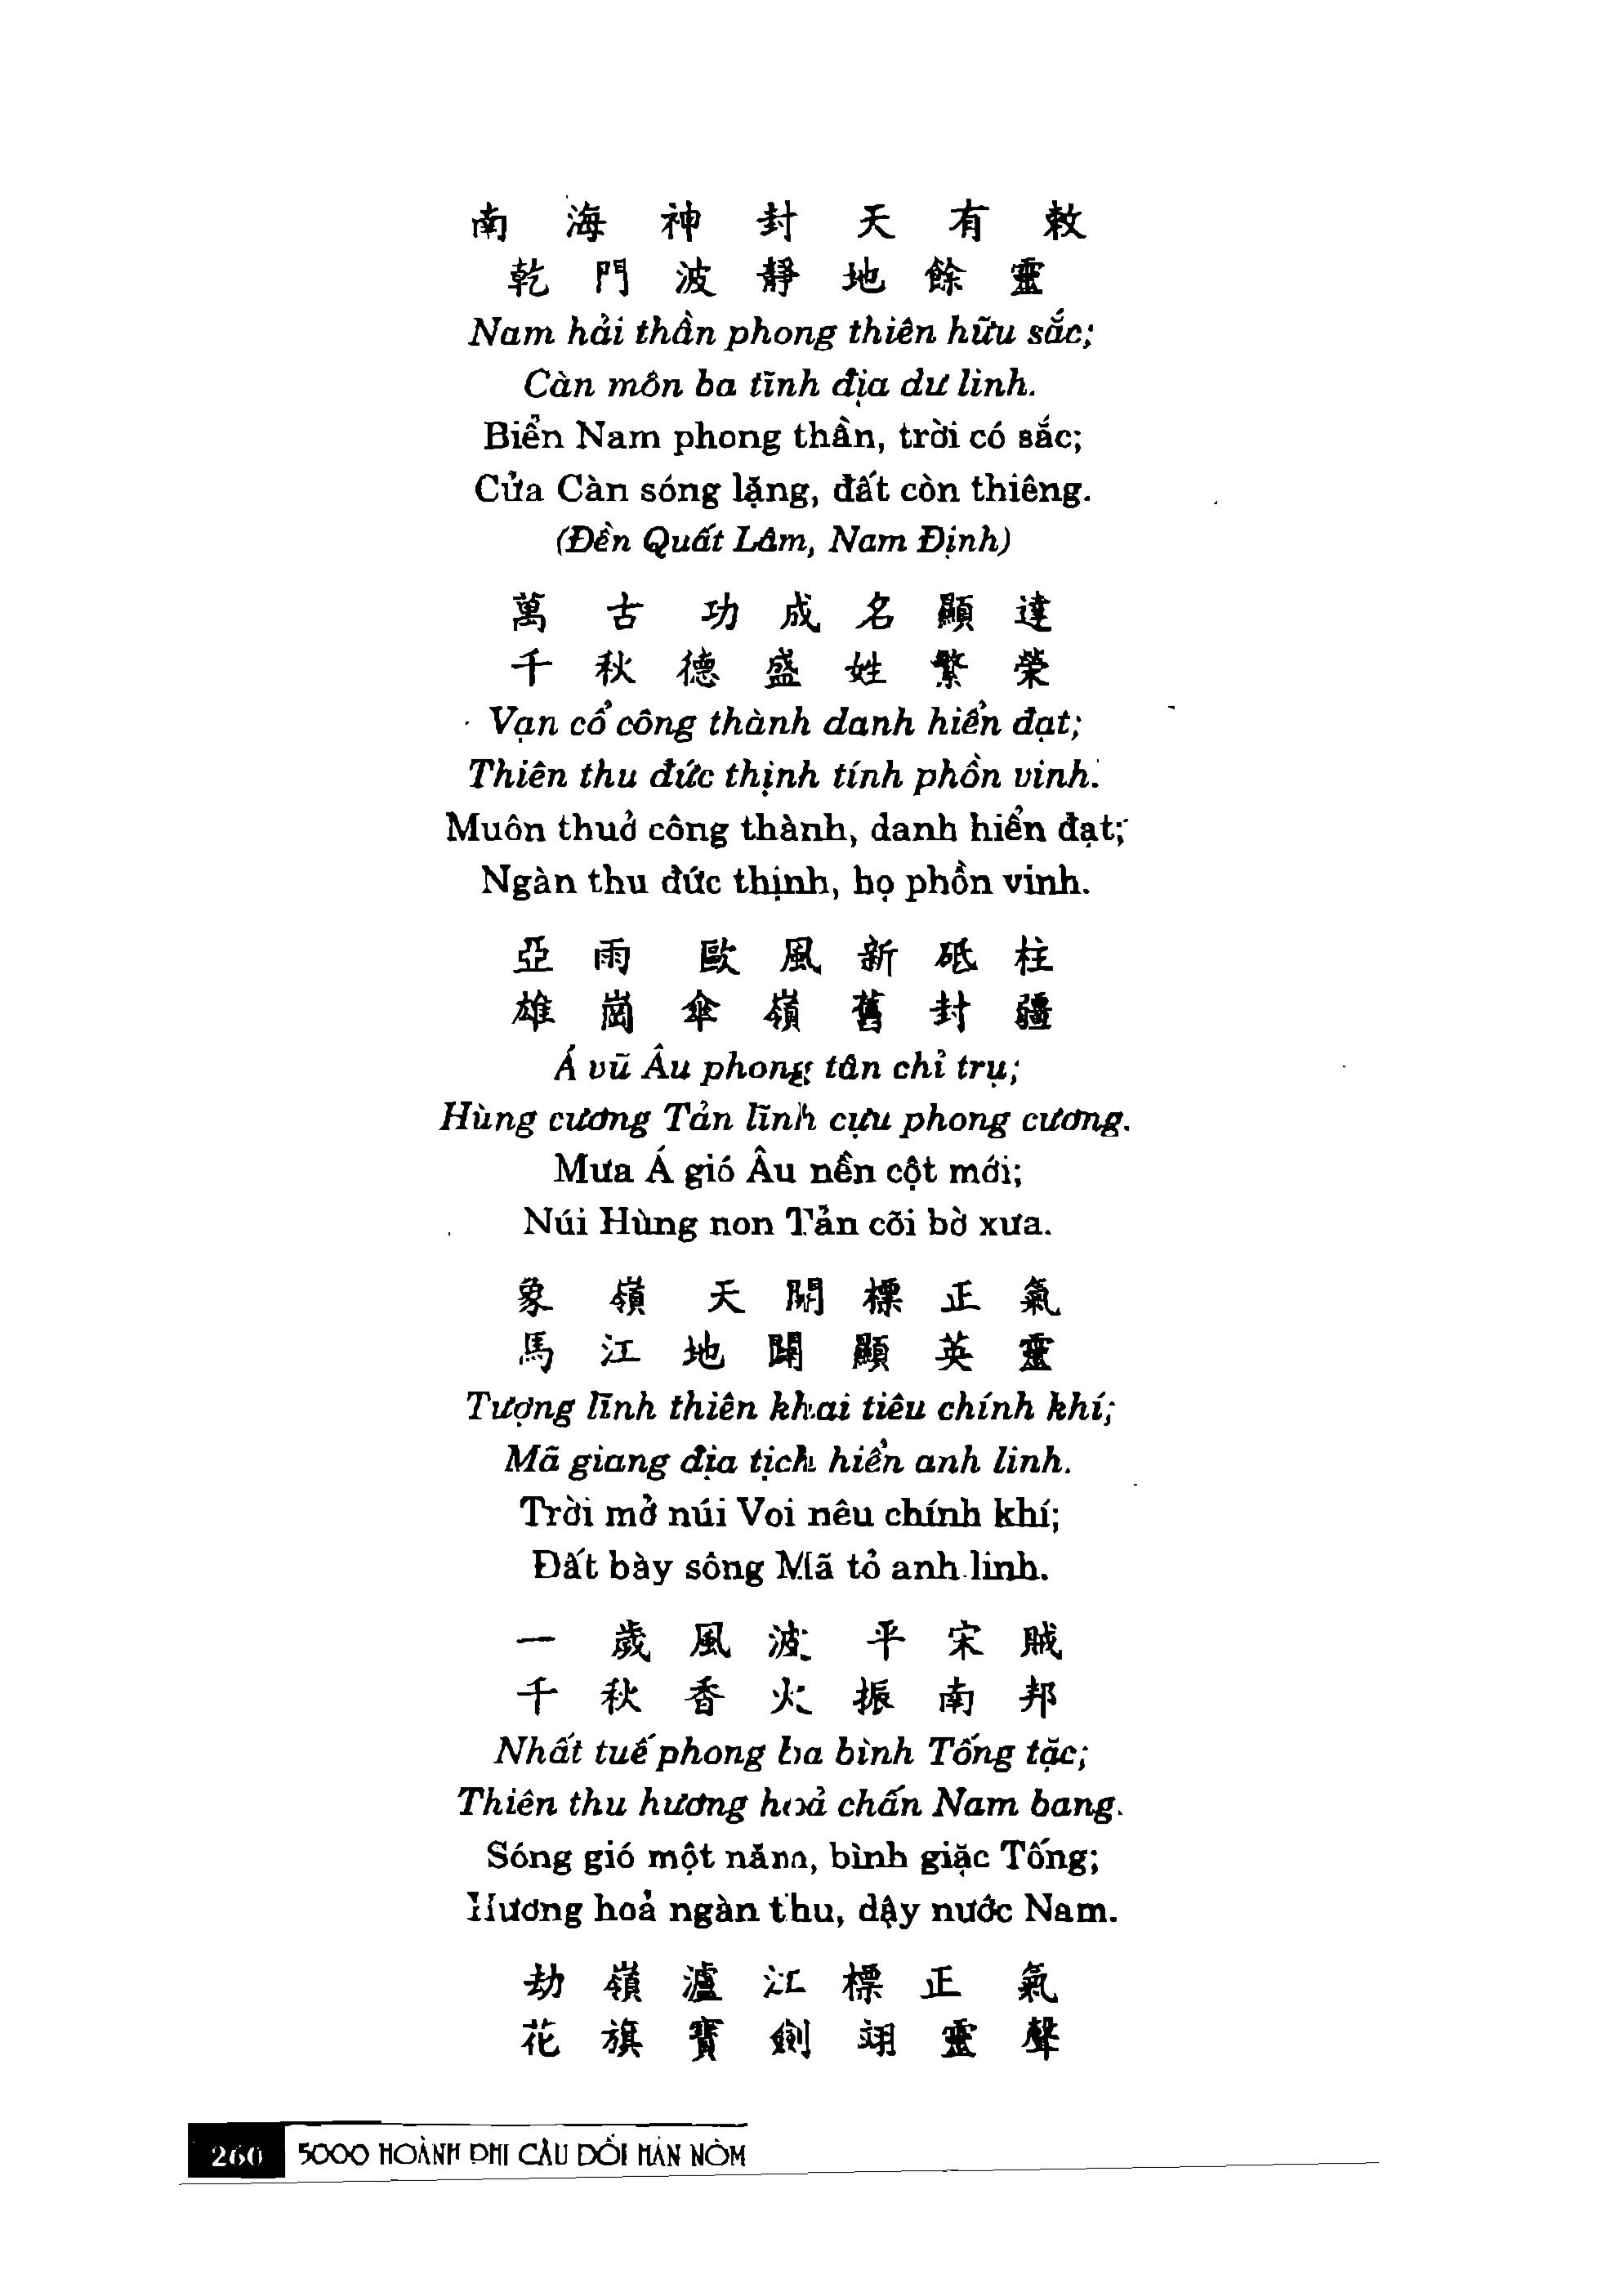 南海神封天有敕
乾門波靜地餘靈
Nam hải thần phong thiên hữu sắc;
Càn môn ba tĩnh địa dư linh.
Biển Nam phong thần, trời có sắc;
Cửa Càn sóng lặng, đất còn thiêng.
(Đền Quất Lâm, Nam Định)
萬古功成名顯達
千秋德盛姓繁榮
Vạn cổ công thành danh hiển đạt;
Thiên thu đức thịnh tính phồn vinh.
Muôn thuở công thành, danh hiển đạt;
Ngàn thu đức thịnh, họ phồn vinh.
亞雨歐風新砥柱
雄崗傘嶺舊封疆
Á vũ Âu phong tân chỉ trụ;
Hùng cương Tản lĩnh cựu phong cương.
Mưa Á gió Âu nền cột mới;
Núi Hùng non Tản cõi bờ xưa.
象嶺天開標正氣
馬江地闢顯英靈
Tượng lĩnh thiên khai tiêu chính khí;
Mã giang địa tịch hiển anh linh.
Trời mở núi Voi nêu chính khí;
Đất bày sông Mã tỏ anh linh.
一歲風波平宋賊
千秋香火振南邦
Nhất tuế phong ba bình Tống tặc;
Thiên thu hương hoả chấn Nam bang.
Sóng gió một năm, bình giặc Tống;
Hương hoả ngàn thu, dậy nước Nam.
劫嶺瀘江標正氣
花旗寶劍翊靈聲
260 5000 HOÀNH PHI CÂU ĐỐI HÁN NÔM